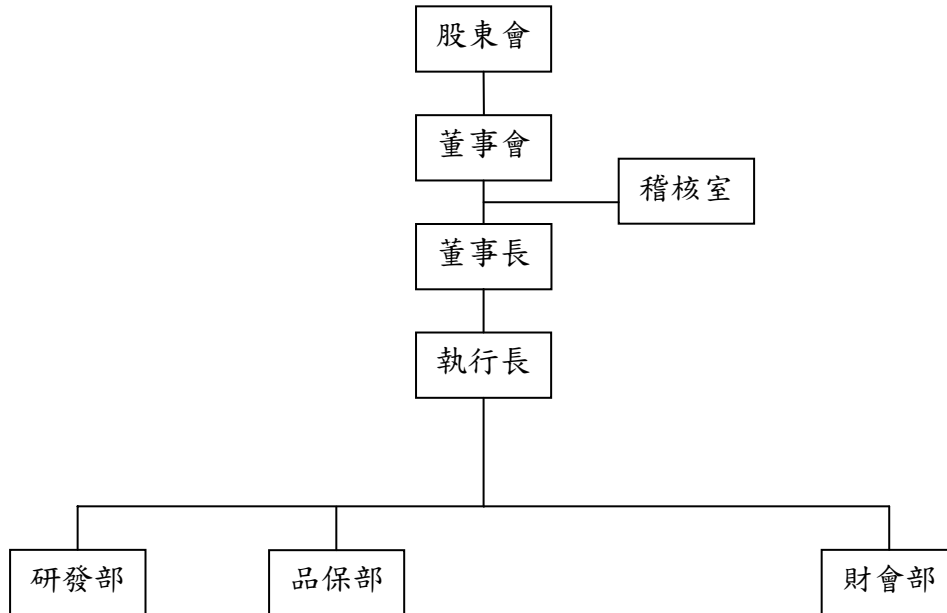 股東會
董事會
稽核室
董事長
執行長
研發部
品保部
財會部